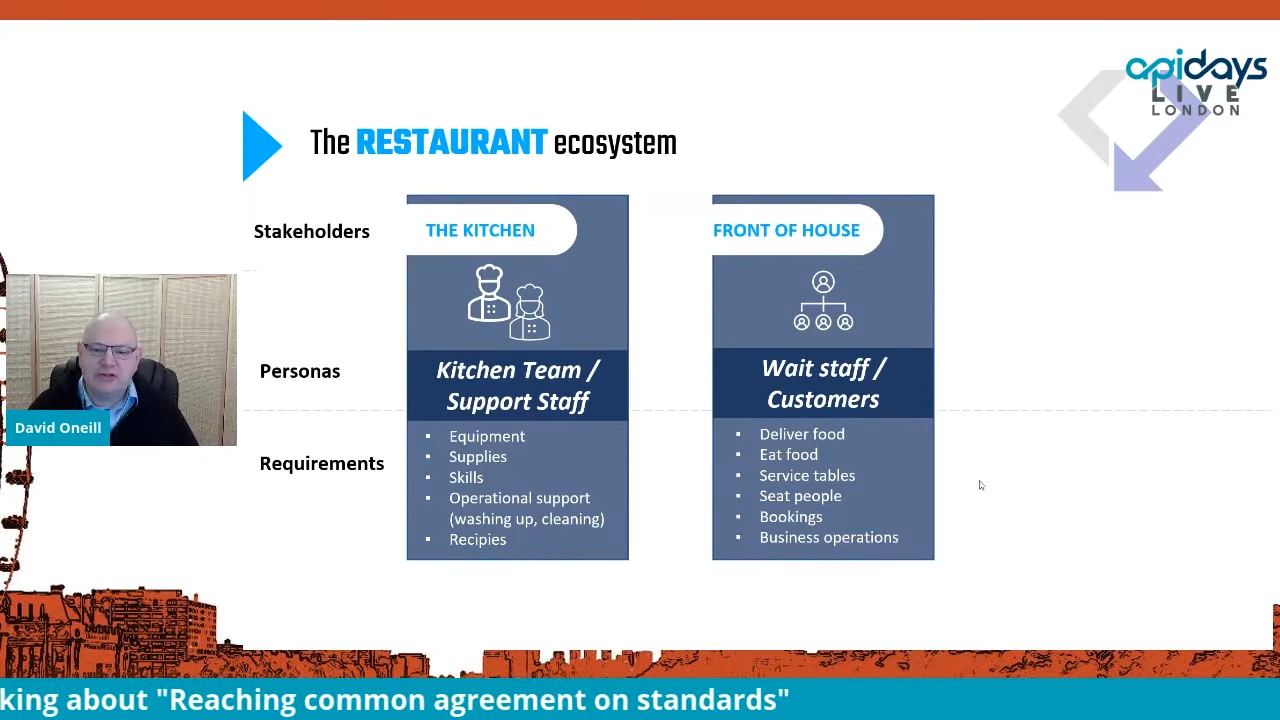 apidays
LIVE
LONDON
The RESTAURANT ecosystem
Stakeholders
THE KITCHEN
FRONT OF HOUSE
Personas
Kitchen Team /
Support Staff
Wait staff /
Customers
Requirements
▪ Equipment
▪ Supplies
▪ Skills
▪ Operational support
(washing up, cleaning)
▪ Recipies
▪ Deliver food
▪ Eat food
▪ Service tables
▪ Seat people
▪ Bookings
▪ Business operations
David Oneill
king about "Reaching common agreement on standards"